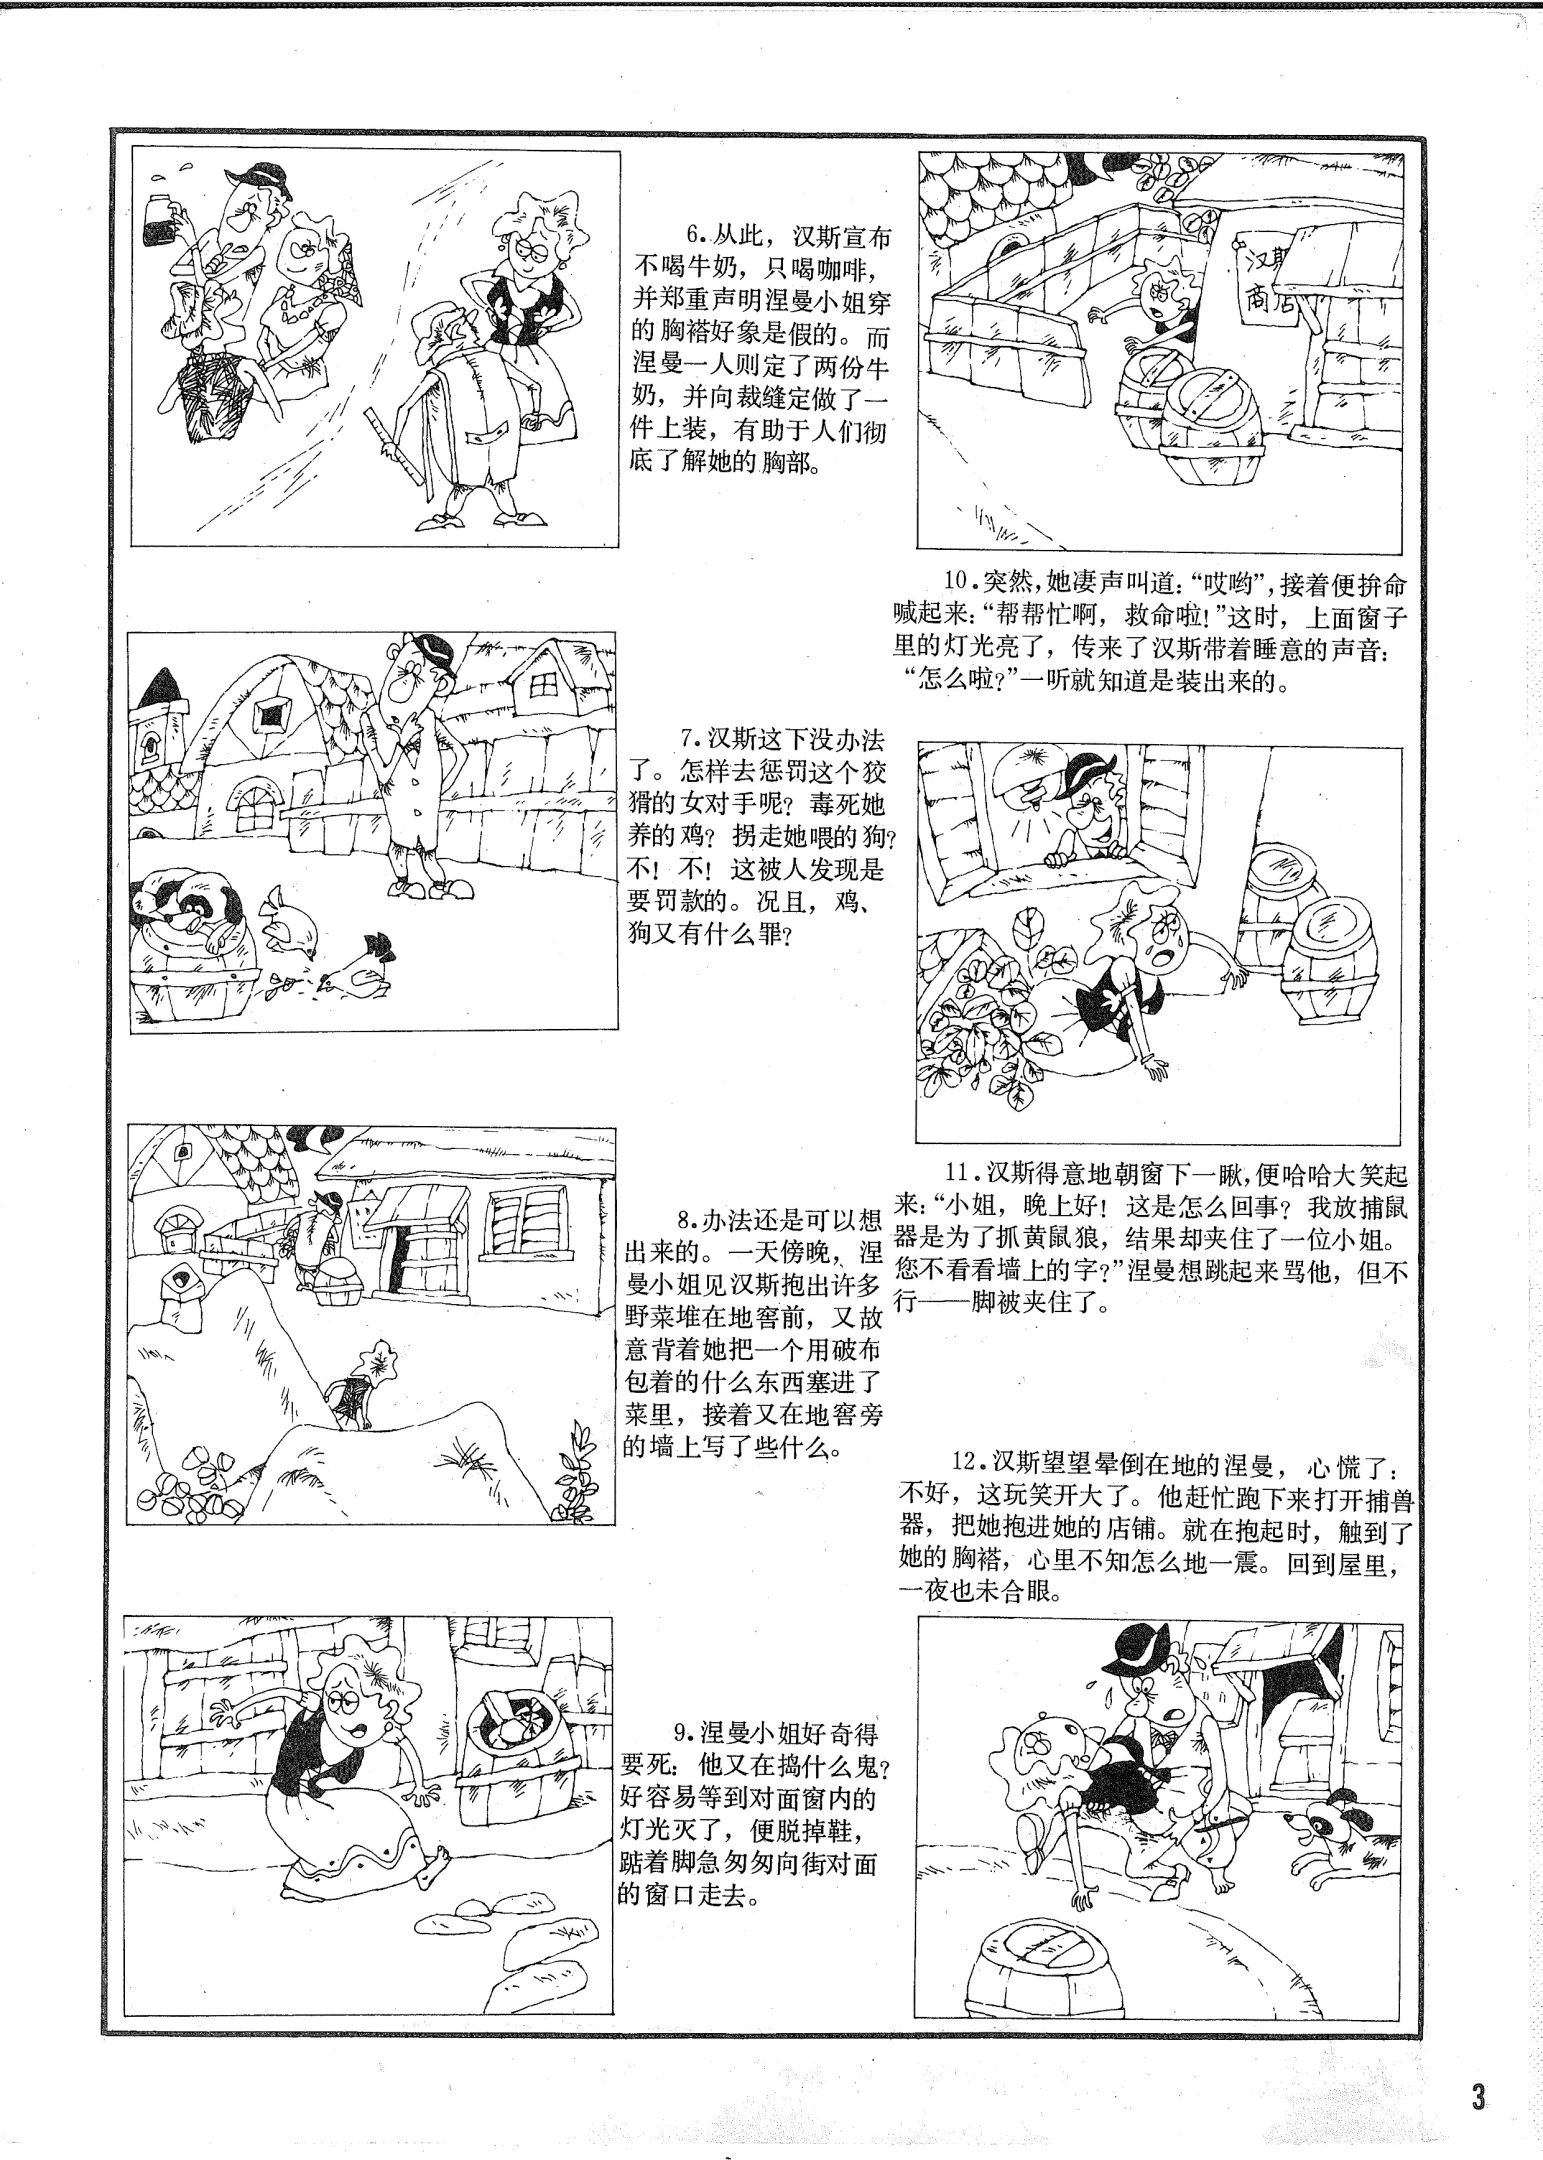 6.从此，汉斯宣布
不喝牛奶，只喝咖啡，
并郑重声明涅曼小姐穿
的胸褡好象是假的。而
涅曼一人则定了两份牛
奶，并向裁缝定做了一
件上装，有助于人们彻
底了解她的胸部。
7.汉斯这下没办法
了。怎样去惩罚这个狡
猾的女对手呢？毒死她
养的鸡？拐走她喂的狗？
不！不！这被人发现是
要罚款的。况且，鸡、
狗又有什么罪？
8.办法还是可以想
出来的。一天傍晚，涅
曼小姐见汉斯抱出许多
野菜堆在地窖前，又故
意背着她把一个用破布
包着的什么东西塞进了
菜里，接着又在地窖旁
的墙上写了些什么。
9.涅曼小姐好奇得
要死：他又在捣什么鬼？
好容易等到对面窗内的
灯光灭了，便脱掉鞋，
踮着脚急匆匆向街对面
的窗口走去。
汉斯
商店
10.突然，她凄声叫道：“哎哟”，接着便拚命
喊起来：“帮帮忙啊，救命啦！”这时，上面窗子
里的灯光亮了，传来了汉斯带着睡意的声音：
“怎么啦？”一听就知道是装出来的。
11.汉斯得意地朝窗下一瞅，便哈哈大笑起
来：“小姐，晚上好！这是怎么回事？我放捕鼠
器是为了抓黄鼠狼，结果却夹住了一位小姐。
您不看看墙上的字？”涅曼想跳起来骂他，但不
行——脚被夹住了。
12.汉斯望望晕倒在地的涅曼，心慌了：
不好，这玩笑开大了。他赶忙跑下来打开捕兽
器，把她抱进她的店铺。就在抱起时，触到了
她的胸褡，心里不知怎么地一震。回到屋里，
一夜也未合眼。
3